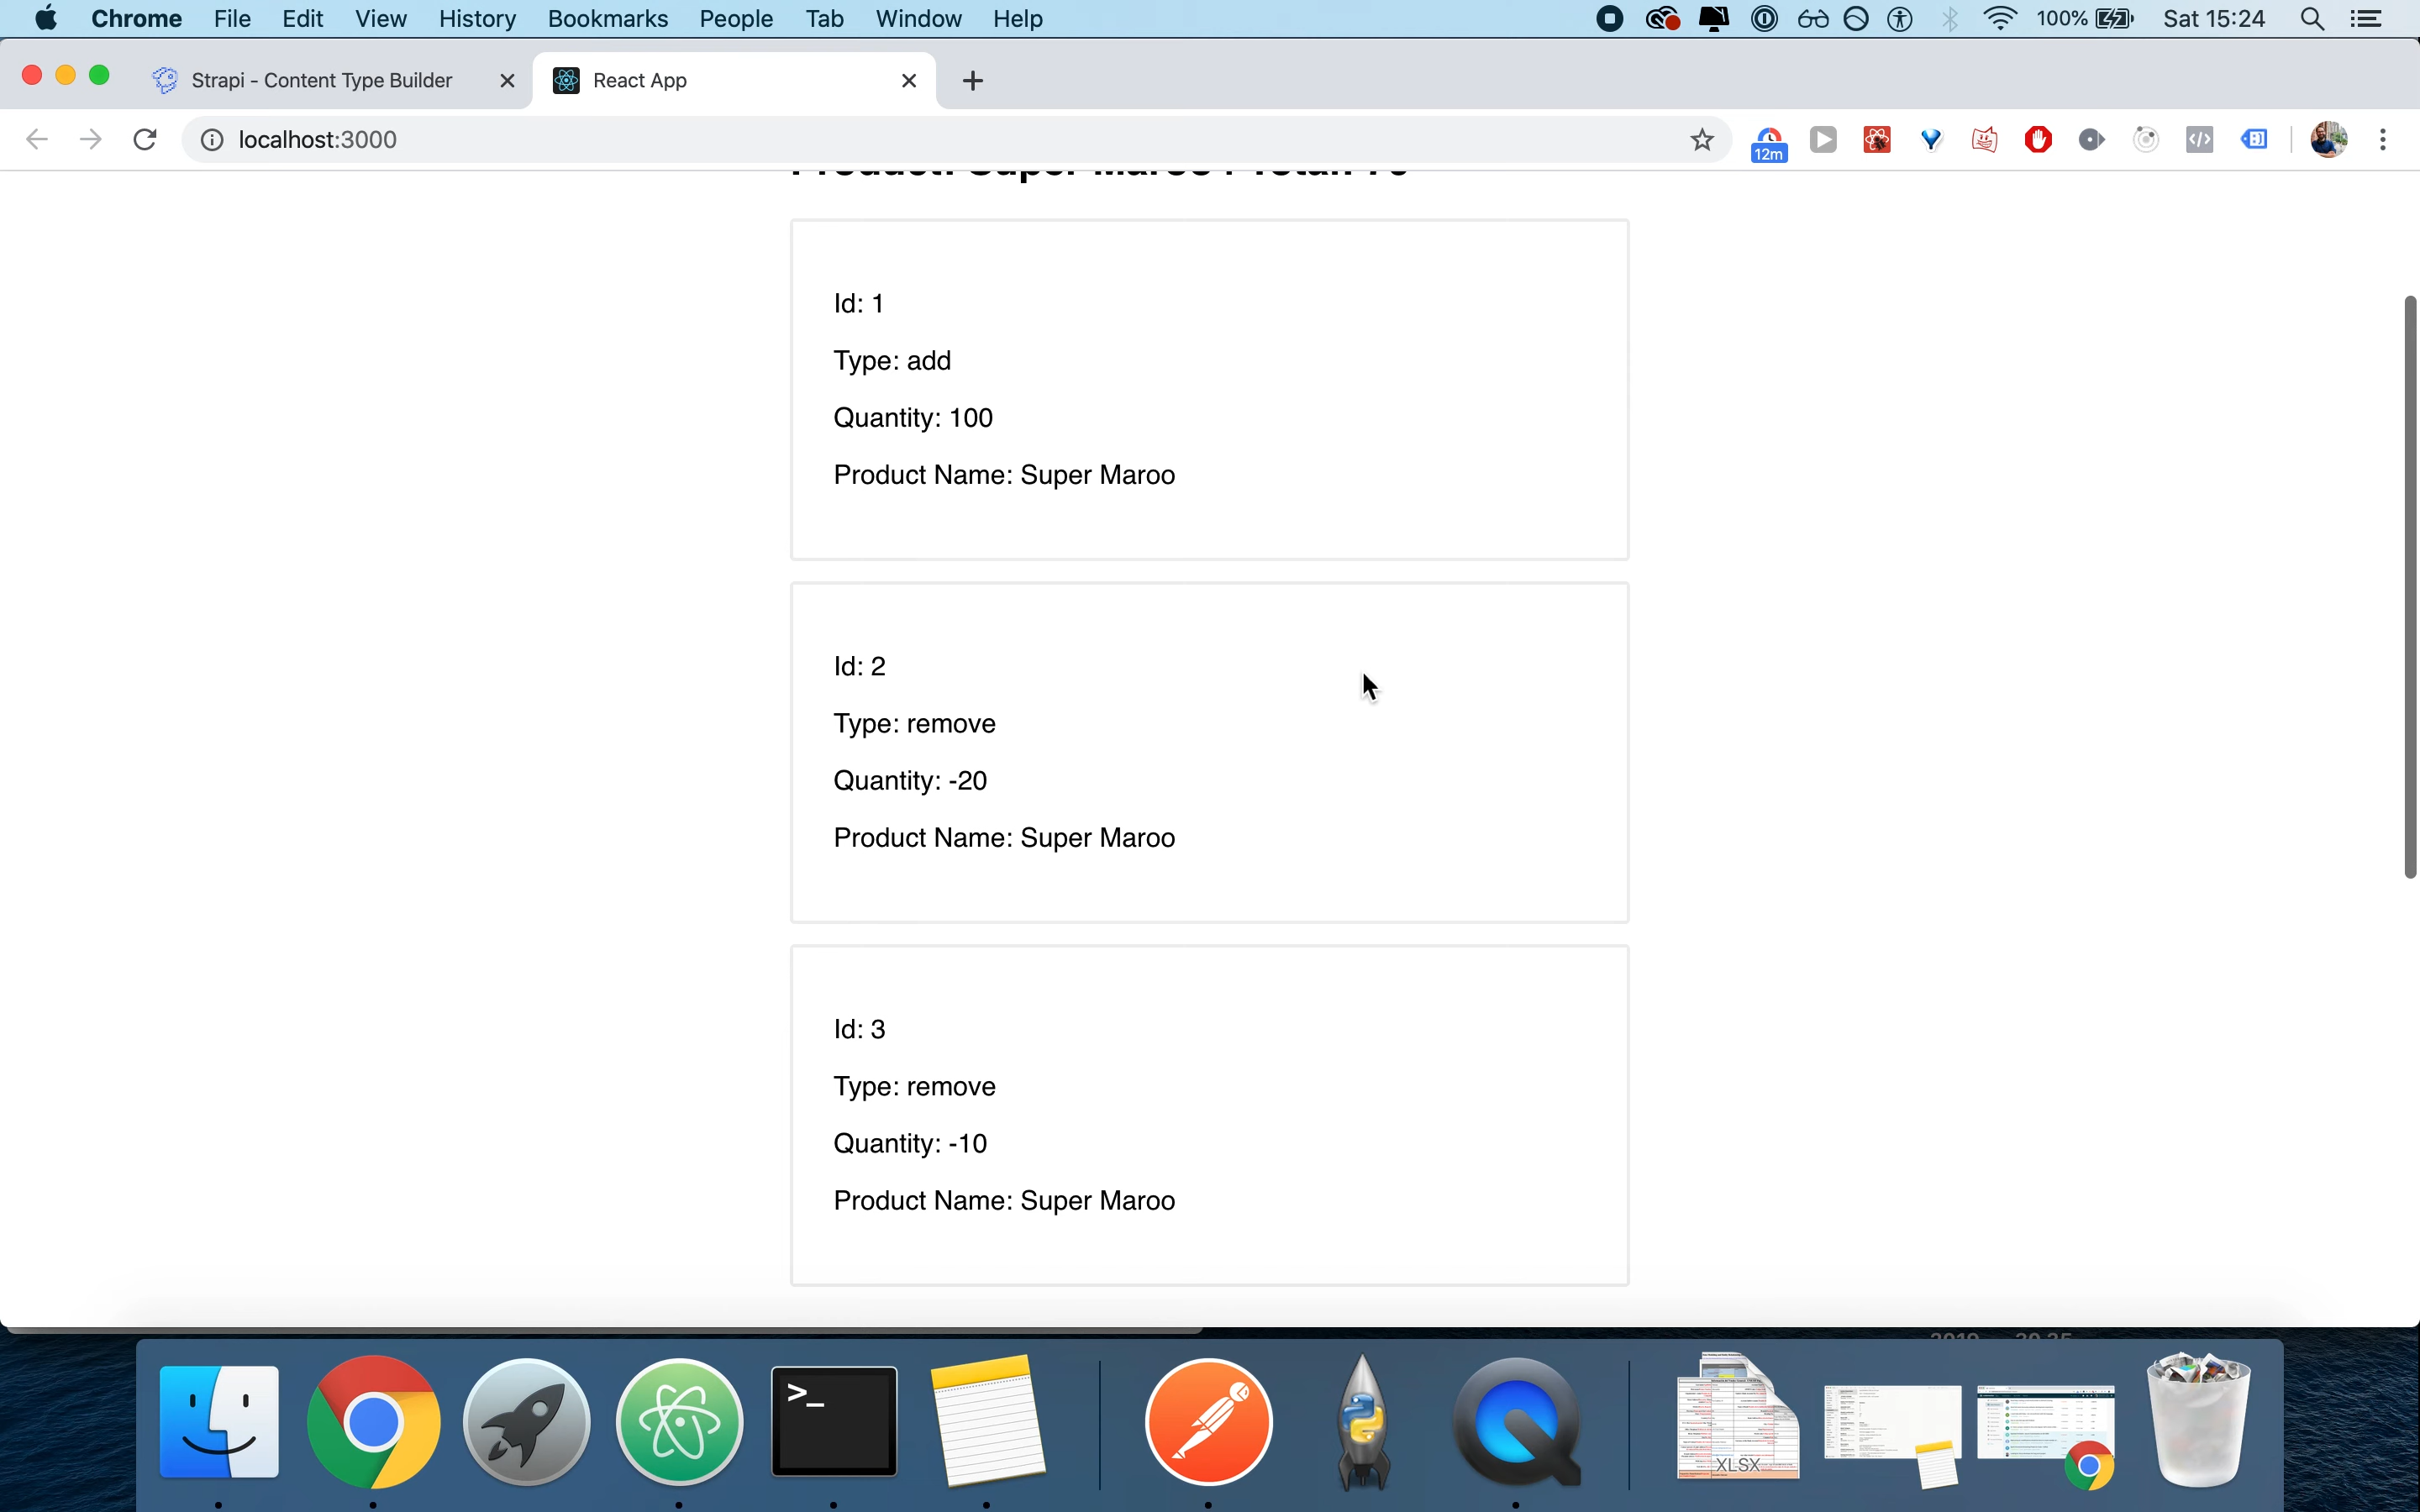 Chrome File Edit View History Bookmarks People Tab Window Help 100% Sat 15:24
Strapi - Content Type Builder React App
localhost:3000 12m
Id: 1
Type: add
Quantity: 100
Product Name: Super Maroo
Id: 2
Type: remove
Quantity: -20
Product Name: Super Maroo
Id: 3
Type: remove
Quantity: -10
Product Name: Super Maroo
>_
XLSX